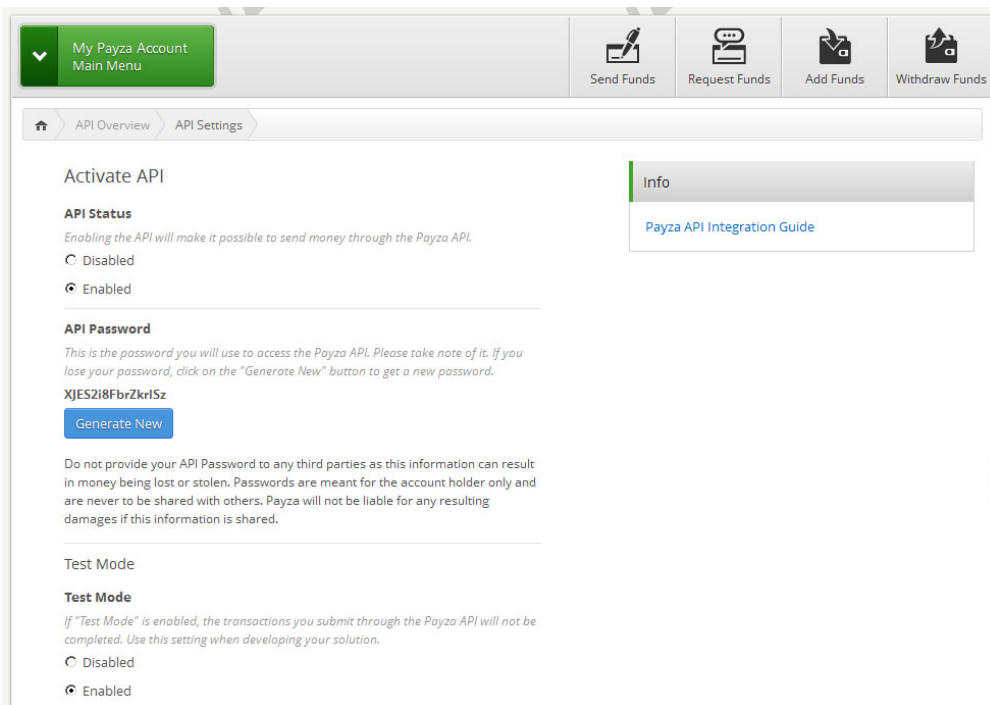 My Payza Account
Main Menu
Send Funds
Request Funds
Add Funds
Withdraw Funds
API Overview
API Settings
Activate API
Info
API Status
Enabling the API will make it possible to send money through the Payza API.
Payza API Integration Guide
Disabled
Enabled
API Password
This is the password you will use to access the Payza API. Please take note of it. If you
lose your password, click on the "Generate New" button to get a new password.
XJES2i8FbrZkrISz
Generate New
Do not provide your API Password to any third parties as this information can result
in money being lost or stolen. Passwords are meant for the account holder only and
are never to be shared with others. Payza will not be liable for any resulting
damages if this information is shared.
Test Mode
Test Mode
If "Test Mode" is enabled, the transactions you submit through the Payza API will not be
completed. Use this setting when developing your solution.
Disabled
Enabled